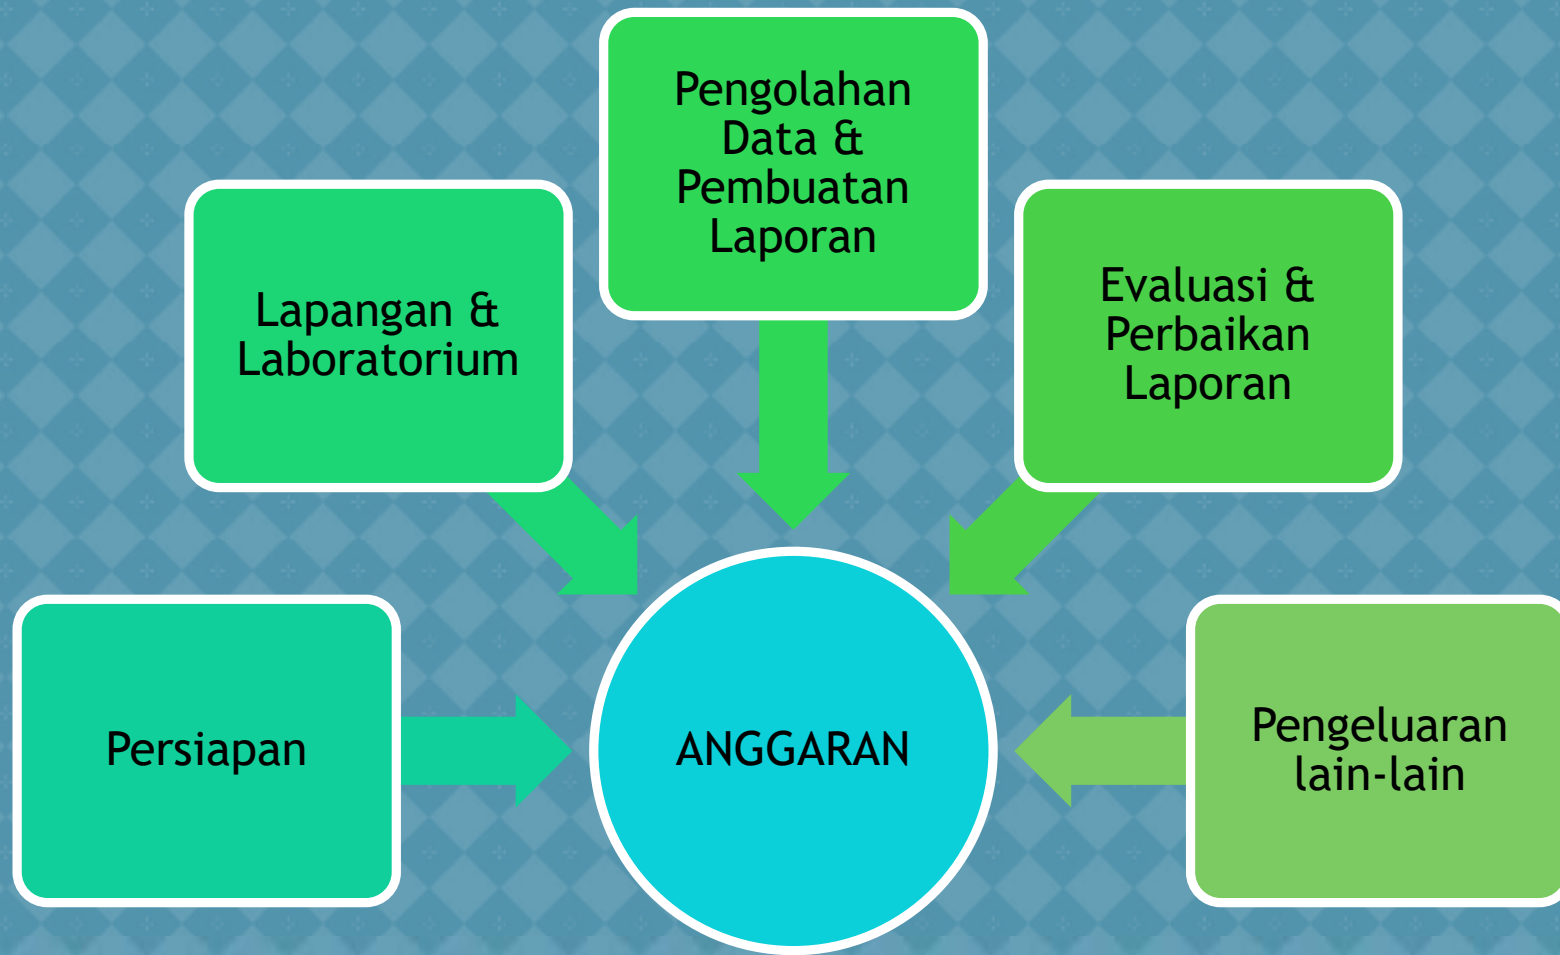 Pengolahan
Data &
Pembuatan
Laporan
Lapangan &
Laboratorium
Evaluasi &
Perbaikan
Laporan
Persiapan
ANGGARAN
Pengeluaran
lain-lain